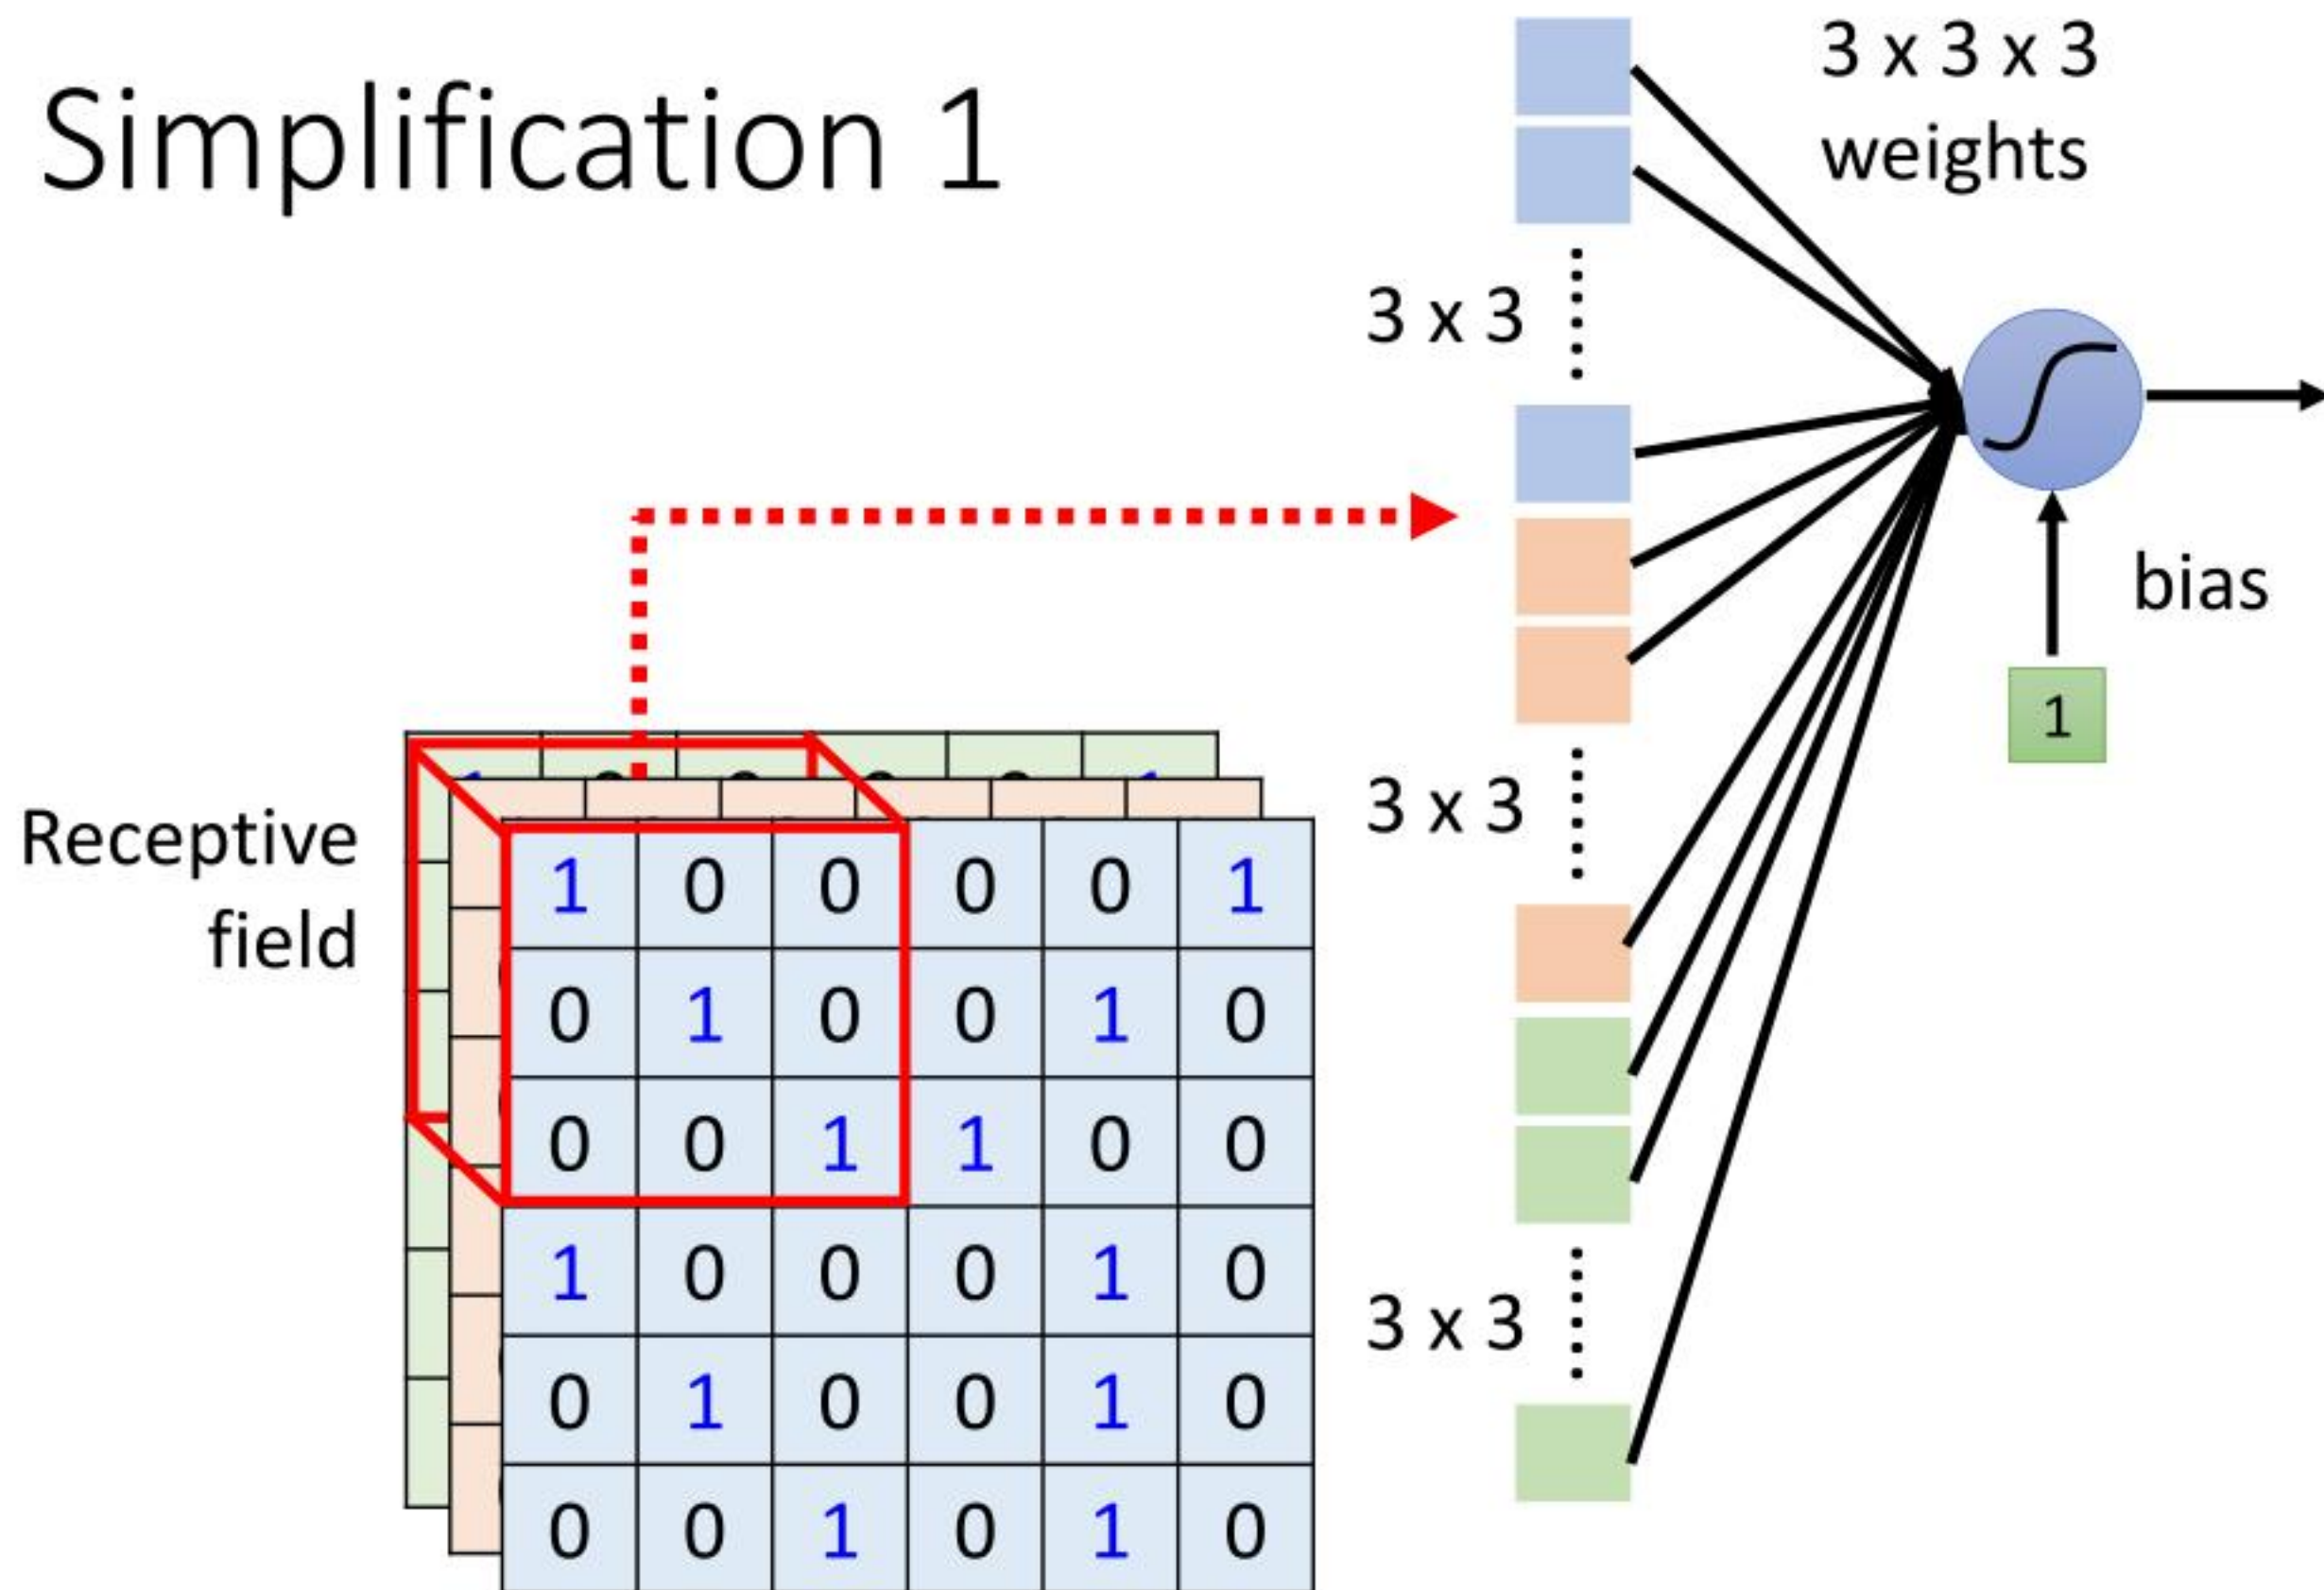 Simplification 1
3 x 3 x 3
weights
3 x 3
bias
1
3 x 3
Receptive
field
1 0 0 0 0 1
0 1 0 0 1 0
0 0 1 1 0 0
1 0 0 0 1 0
0 1 0 0 1 0
0 0 1 0 1 0
3 x 3